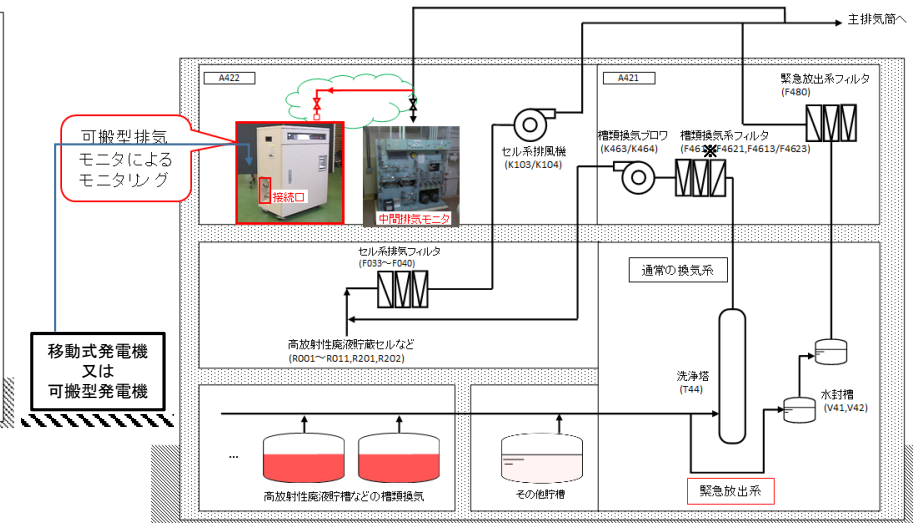 主排気筒へ
A422
A421
緊急放出系フィルタ
(F480)
可搬型排気
モニタによる
モニタリング
接続口
中間排気モニタ
セル系排風機
(K103/K104)
槽類換気ブロワ
(K463/K464)
槽類換気系フィルタ
(F461 /F4621,F4613/F4623)
セル系排気フィルタ
(F033～F040)
通常の換気系
高放射性廃液貯蔵セルなど
(R001～R011,R201,R202)
移動式発電機
又は
可搬型発電機
洗浄塔
(T44)
水封槽
(V41,V42)
...
高放射性廃液貯槽などの槽類換気
その他貯槽
緊急放出系